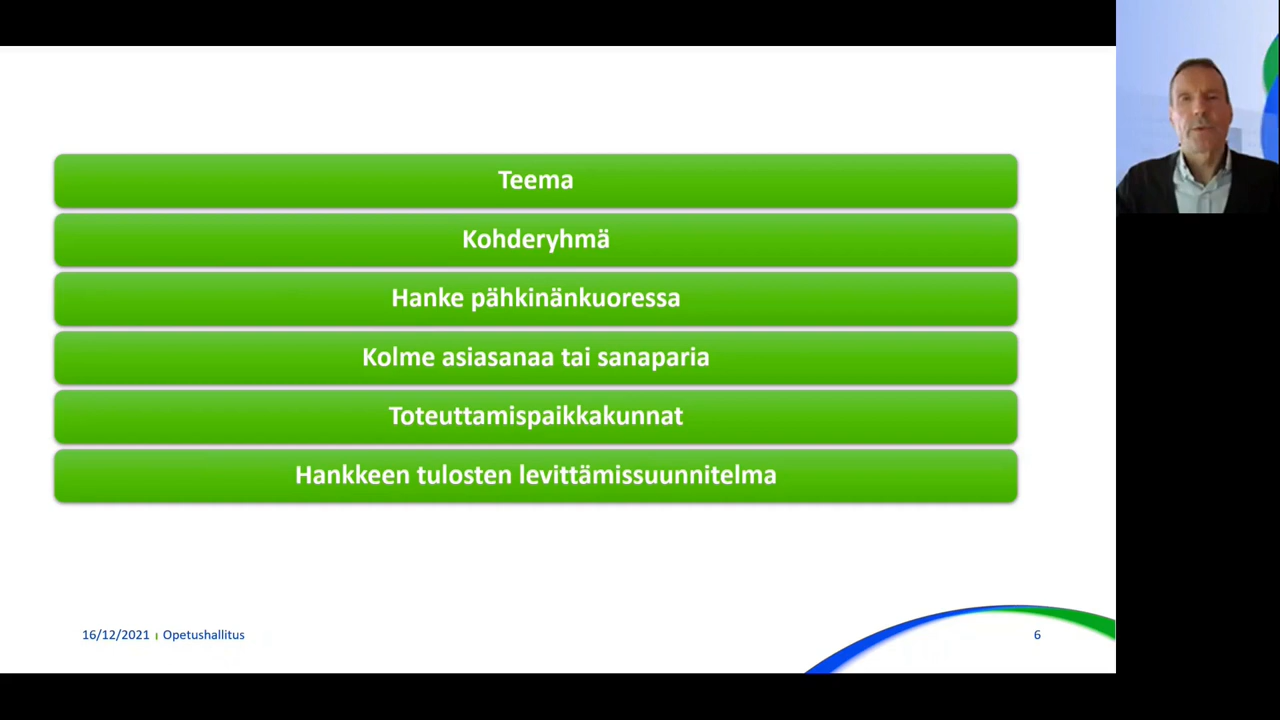 Teema
Kohderyhmä
Hanke pähkinänkuoressa
Kolme asiasanaa tai sanaparia
Toteuttamispaikkakunnat
Hankkeen tulosten levittämissuunnitelma
16/12/2021 ı Opetushallitus
6